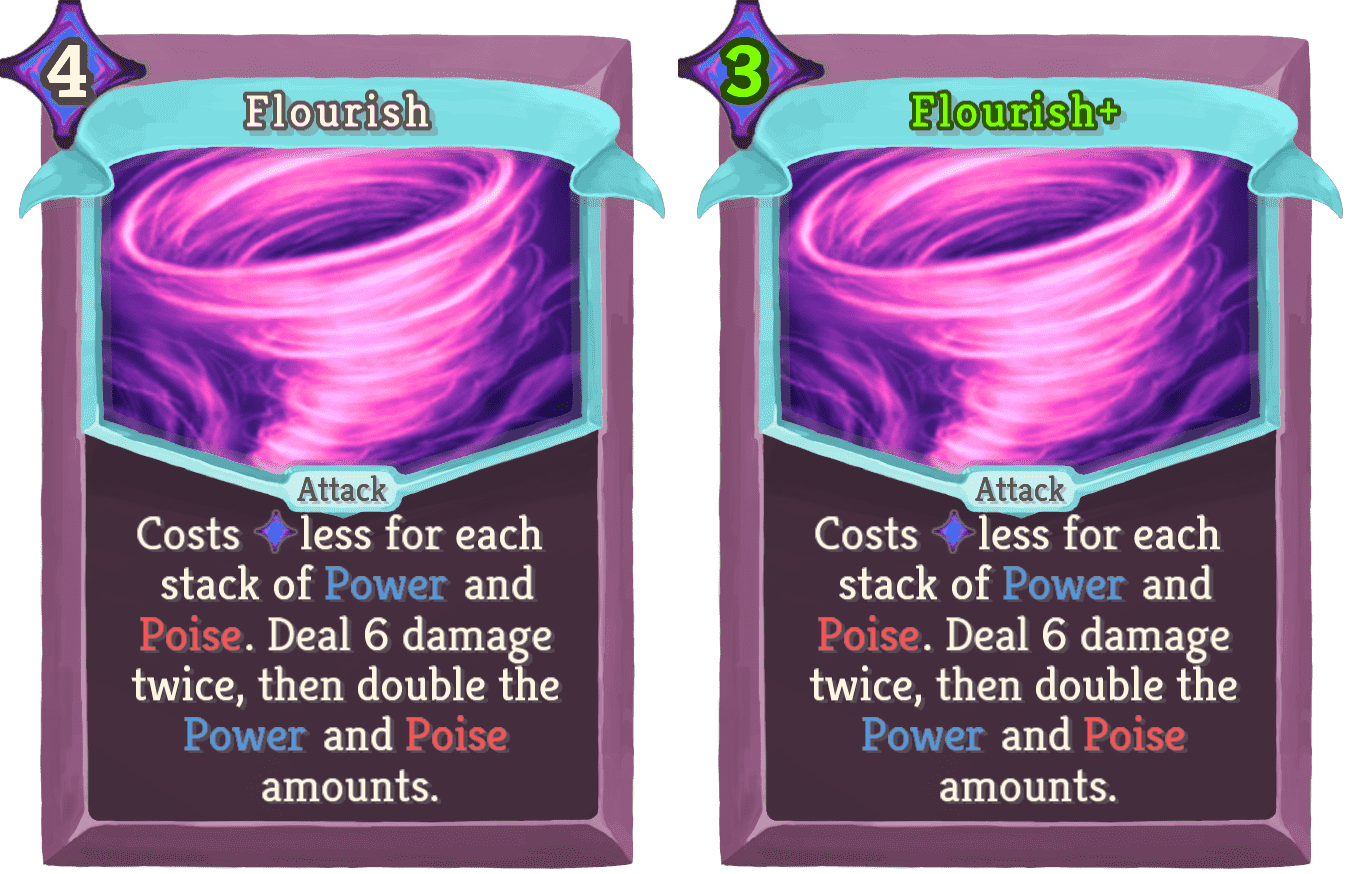 4
Flourish
Attack
Costs less for each
stack of Power and
Poise. Deal 6 damage
twice, then double the
Power and Poise
amounts.
3
Flourish+
Attack
Costs less for each
stack of Power and
Poise. Deal 6 damage
twice, then double the
Power and Poise
amounts.